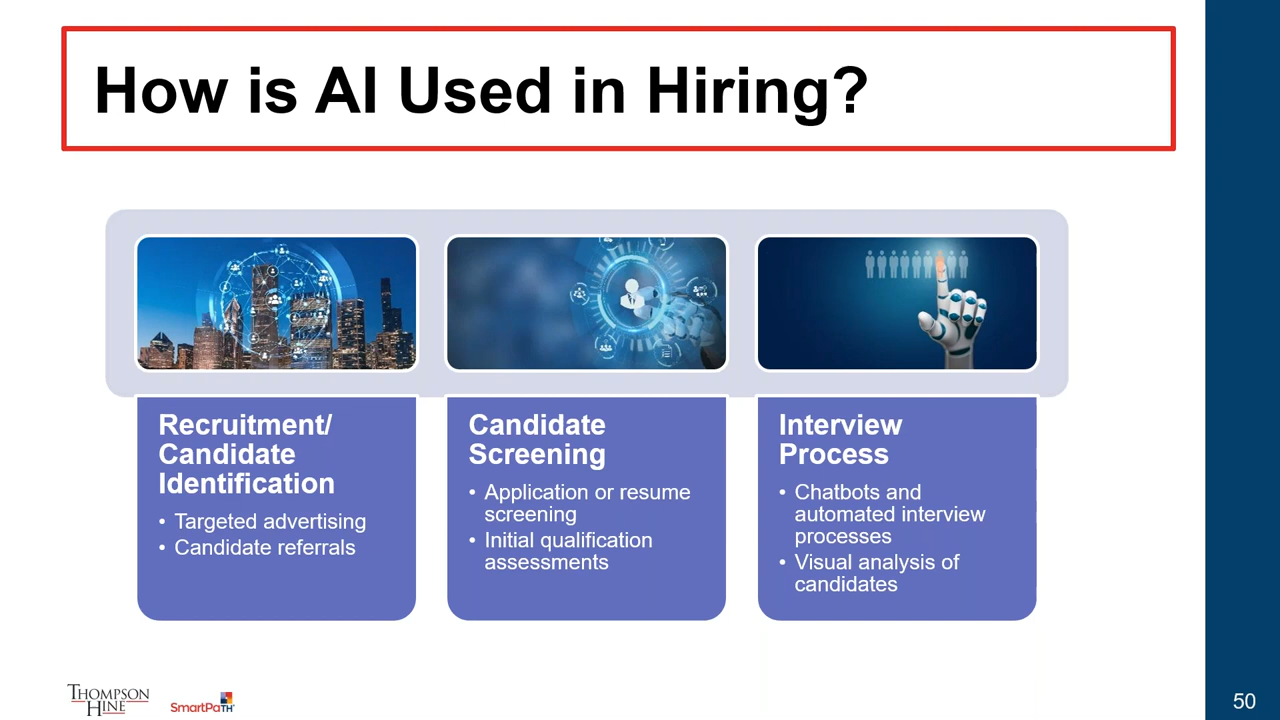 How is AI Used in Hiring?
Recruitment/
Candidate
Identification
• Targeted advertising
• Candidate referrals
Candidate
Screening
• Application or resume
screening
• Initial qualification
assessments
Interview
Process
• Chatbots and
automated interview
processes
• Visual analysis of
candidates
THOMPSON
HINE
SmartPaTH
50